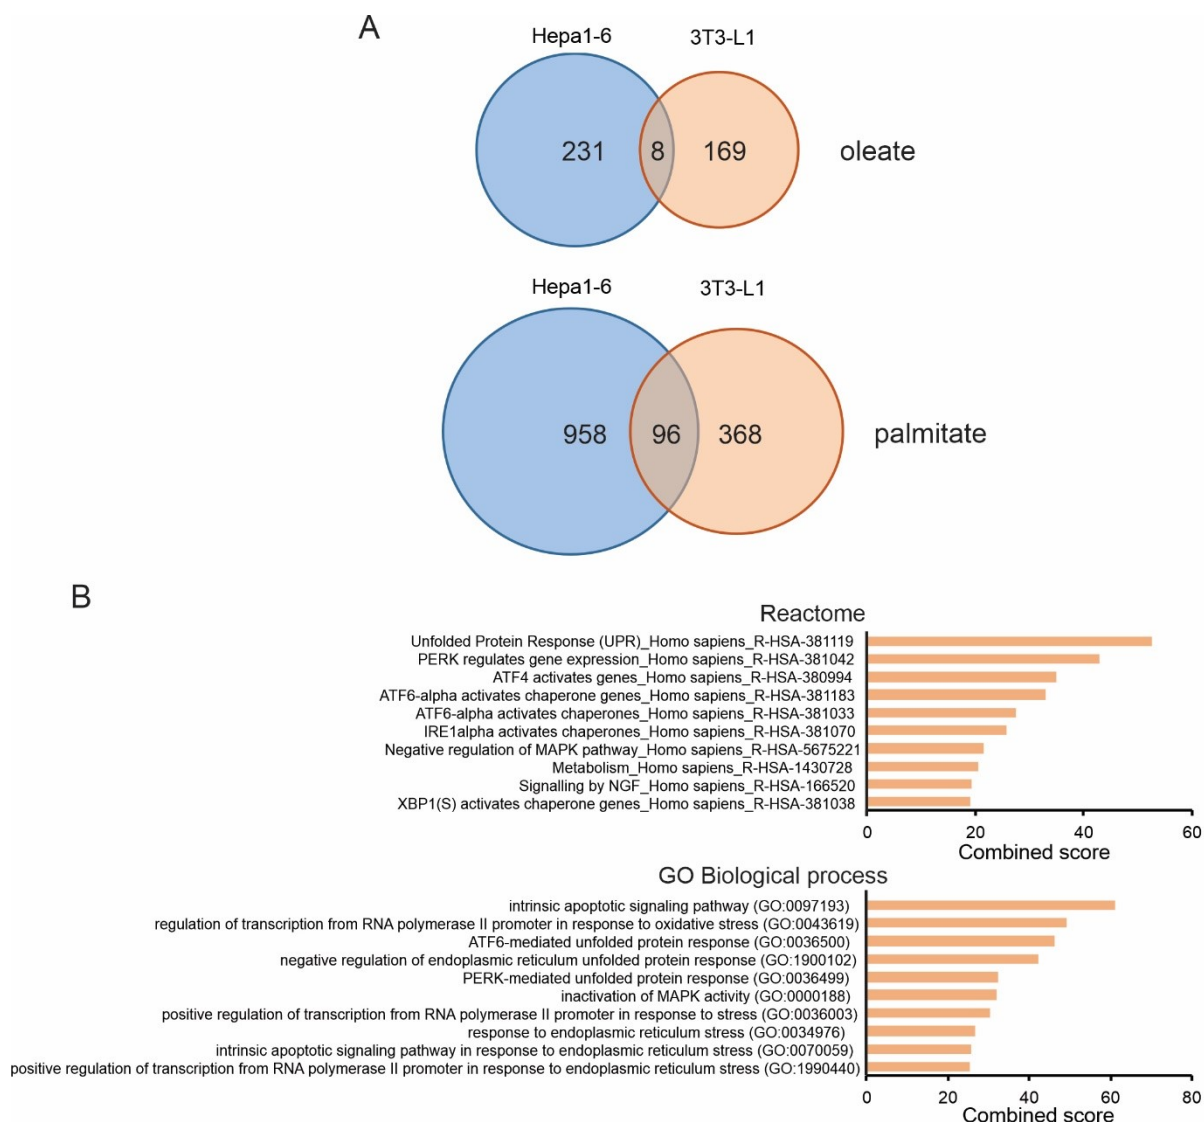 A
Hepa1-6
3T3-L1
231
8
169
oleate
Hepa1-6
3T3-L1
958
96
368
palmitate
B
Reactome
Unfolded Protein Response (UPR)_Homo sapiens_R-HSA-381119
PERK regulates gene expression_Homo sapiens_R-HSA-381042
ATF4 activates genes_Homo sapiens_R-HSA-380994
ATF6-alpha activates chaperone genes_Homo sapiens_R-HSA-381183
ATF6-alpha activates chaperones_Homo sapiens_R-HSA-381033
IRE1alpha activates chaperones_Homo sapiens_R-HSA-381070
Negative regulation of MAPK pathway_Homo sapiens_R-HSA-5675221
Metabolism_Homo sapiens_R-HSA-1430728
Signalling by NGF_Homo sapiens_R-HSA-166520
XBP1(S) activates chaperone genes_Homo sapiens_R-HSA-381038
0 20 40 60
Combined score
GO Biological process
intrinsic apoptotic signaling pathway (GO:0097193)
regulation of transcription from RNA polymerase II promoter in response to oxidative stress (GO:0043619)
ATF6-mediated unfolded protein response (GO:0036500)
negative regulation of endoplasmic reticulum unfolded protein response (GO:1900102)
PERK-mediated unfolded protein response (GO:0036499)
inactivation of MAPK activity (GO:0000188)
positive regulation of transcription from RNA polymerase II promoter in response to stress (GO:0036003)
response to endoplasmic reticulum stress (GO:0034976)
intrinsic apoptotic signaling pathway in response to endoplasmic reticulum stress (GO:0070059)
positive regulation of transcription from RNA polymerase II promoter in response to endoplasmic reticulum stress (GO:1990440)
0 20 40 60 80
Combined score